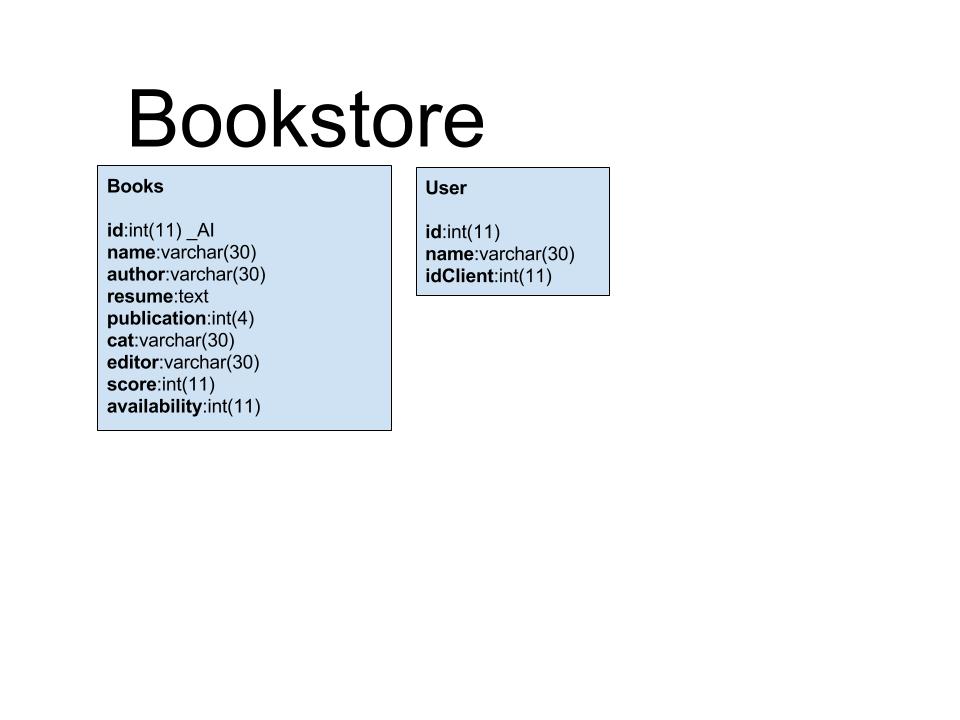 Bookstore
Books
id:int(11) _AI
name:varchar(30)
author:varchar(30)
resume:text
publication:int(4)
cat:varchar(30)
editor:varchar(30)
score:int(11)
availability:int(11)
User
id:int(11)
name:varchar(30)
idClient:int(11)